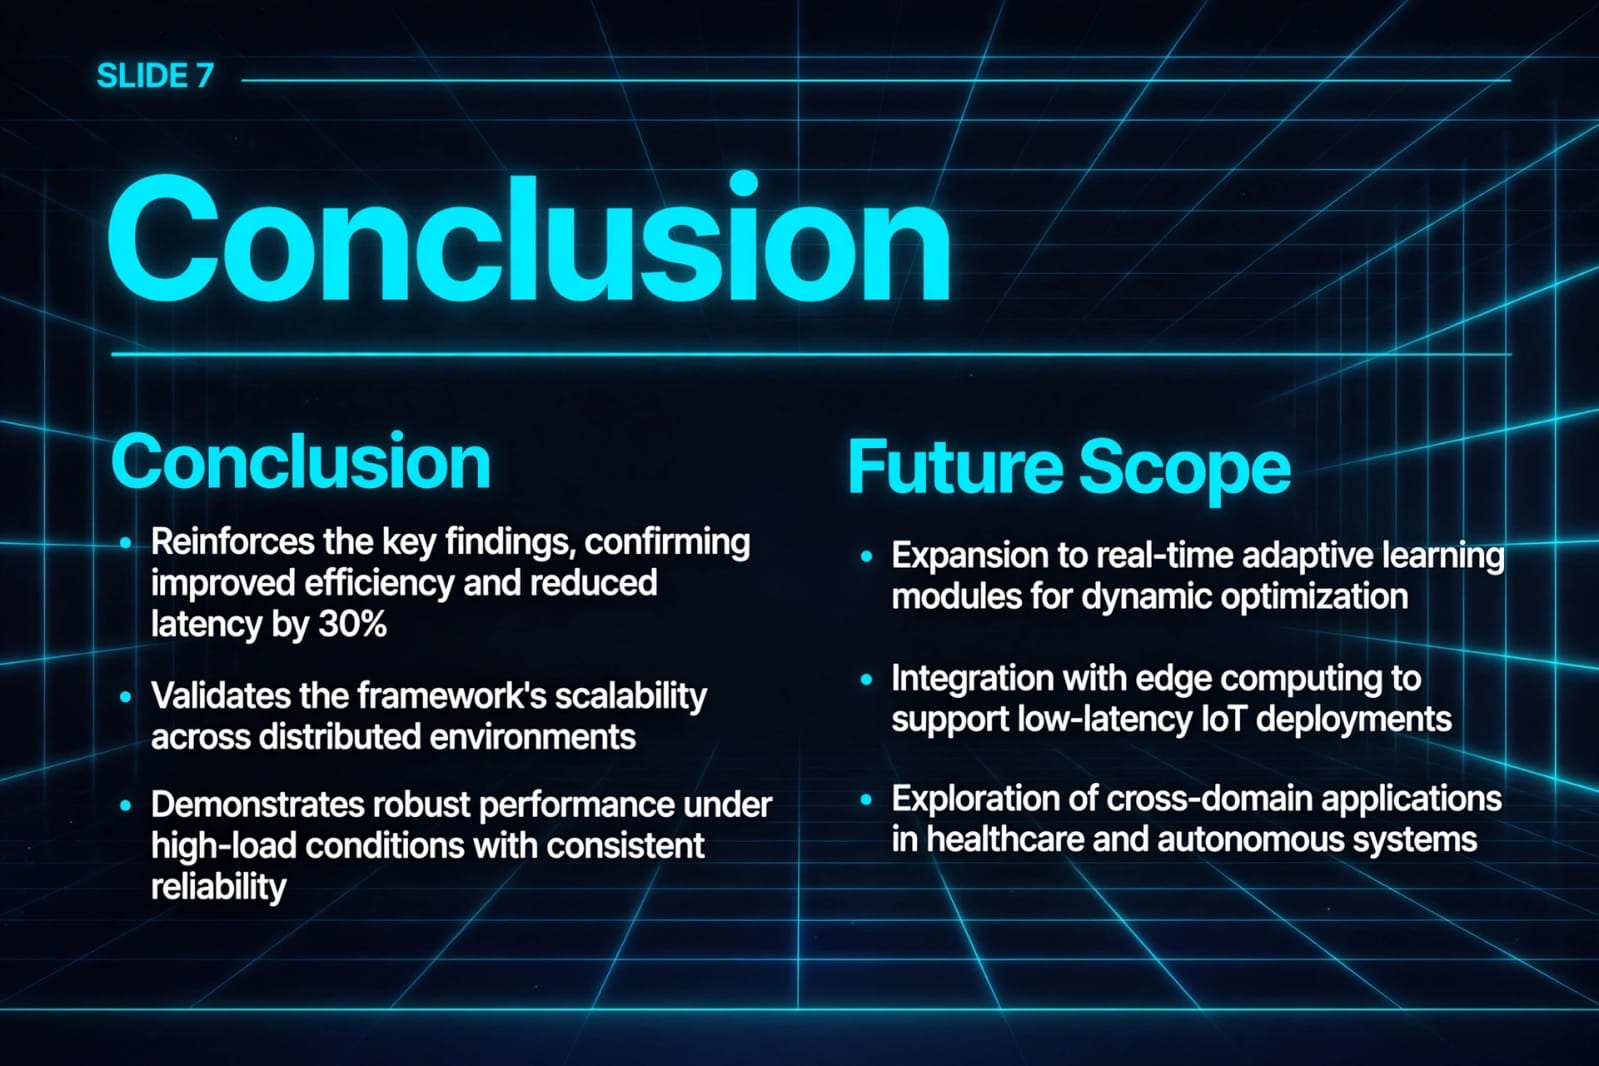 SLIDE 7
Conclusion
Conclusion
• Reinforces the key findings, confirming
improved efficiency and reduced
latency by 30%
• Validates the framework's scalability
across distributed environments
• Demonstrates robust performance under
high-load conditions with consistent
reliability
Future Scope
• Expansion to real-time adaptive learning
modules for dynamic optimization
• Integration with edge computing to
support low-latency IoT deployments
• Exploration of cross-domain applications
in healthcare and autonomous systems